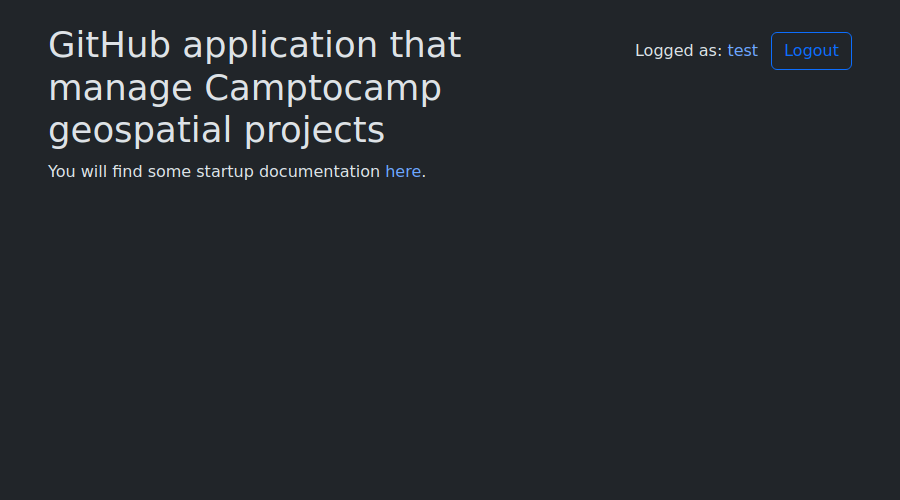 GitHub application that
manage Camptocamp
geospatial projects
Logged as: test
Logout
You will find some startup documentation here.